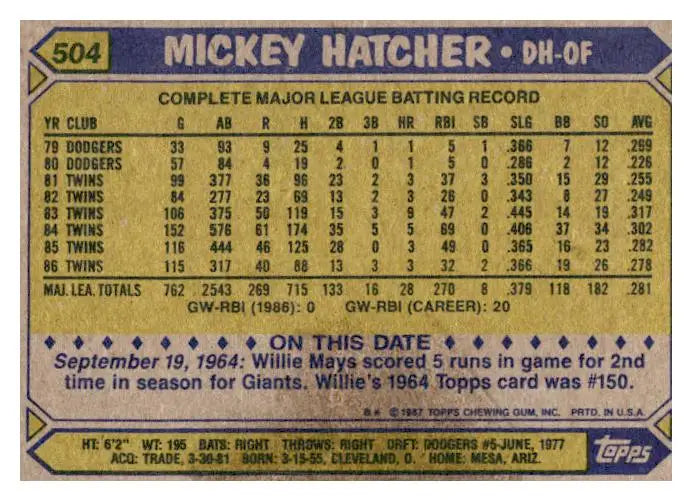 504 MICKEY HATCHER • DH-OF
COMPLETE MAJOR LEAGUE BATTING RECORD
YR CLUB G AB R H 2B 3B HR RBI SB SLG BB SO AVG
79 DODGERS 33 93 9 25 4 1 1 5 1 .366 7 12 .269
80 DODGERS 57 84 4 19 2 0 1 5 0 .286 2 12 .226
81 TWINS 99 377 36 96 23 2 3 37 3 .350 15 29 .255
82 TWINS 84 277 23 69 13 2 3 26 0 .343 8 27 .249
83 TWINS 106 375 50 119 15 3 9 47 2 .445 14 19 .317
84 TWINS 152 576 61 174 35 5 5 69 0 .406 37 34 .302
85 TWINS 116 444 46 125 28 0 3 49 0 .365 16 23 .282
86 TWINS 115 317 40 88 13 3 3 32 2 .366 19 26 .278
MAJ. LEA. TOTALS 762 2543 269 715 133 16 28 270 8 .379 118 182 .281
GW-RBI (1986): 0 GW-RBI (CAREER): 20
ON THIS DATE
September 19, 1964: Willie Mays scored 5 runs in game for 2nd
time in season for Giants. Willie's 1964 Topps card was #150.
B* © 1987 TOPPS CHEWING GUM, INC. PRTD. IN U.S.A.
HT: 6'2" WT: 195 BATS: RIGHT THROWS: RIGHT DRFT: DODGERS #5-JUNE, 1977
ACQ: TRADE, 3-30-81 BORN: 3-15-55, CLEVELAND, O. HOME: MESA, ARIZ.
topps